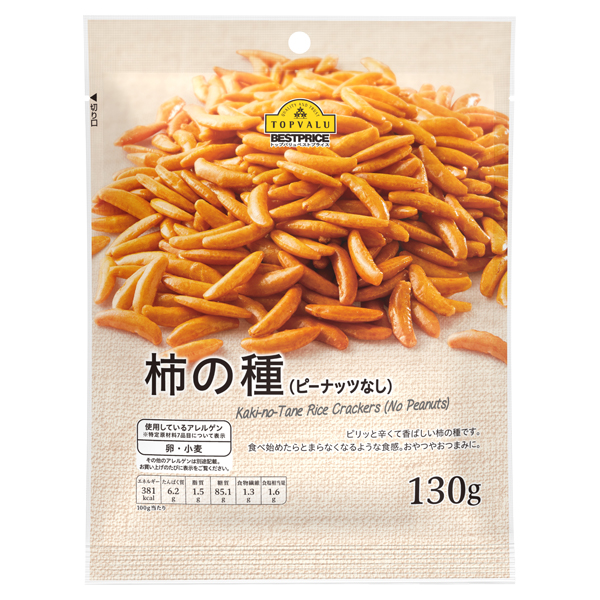 QUALITY AND TRUST
TOPVALU
BESTPRICE
トップバリュ ベストプライス
◀切り口
柿の種(ピーナッツなし)
Kaki-no-Tane Rice Crackers (No Peanuts)
ピリッと辛くて香ばしい柿の種です。
食べ始めたらとまらなくなるような食感。おやつやおつまみに。
使用しているアレルゲン
※特定原材料7品目について表示
卵・小麦
その他のアレルゲンは別途記載。
お買い上げのたびに表示をご覧ください。
エネルギー たんぱく質 脂質 糖質 食物繊維 食塩相当量
381 kcal 6.2 g 1.5 g 85.1 g 1.3 g 1.6 g
100g当たり
130g